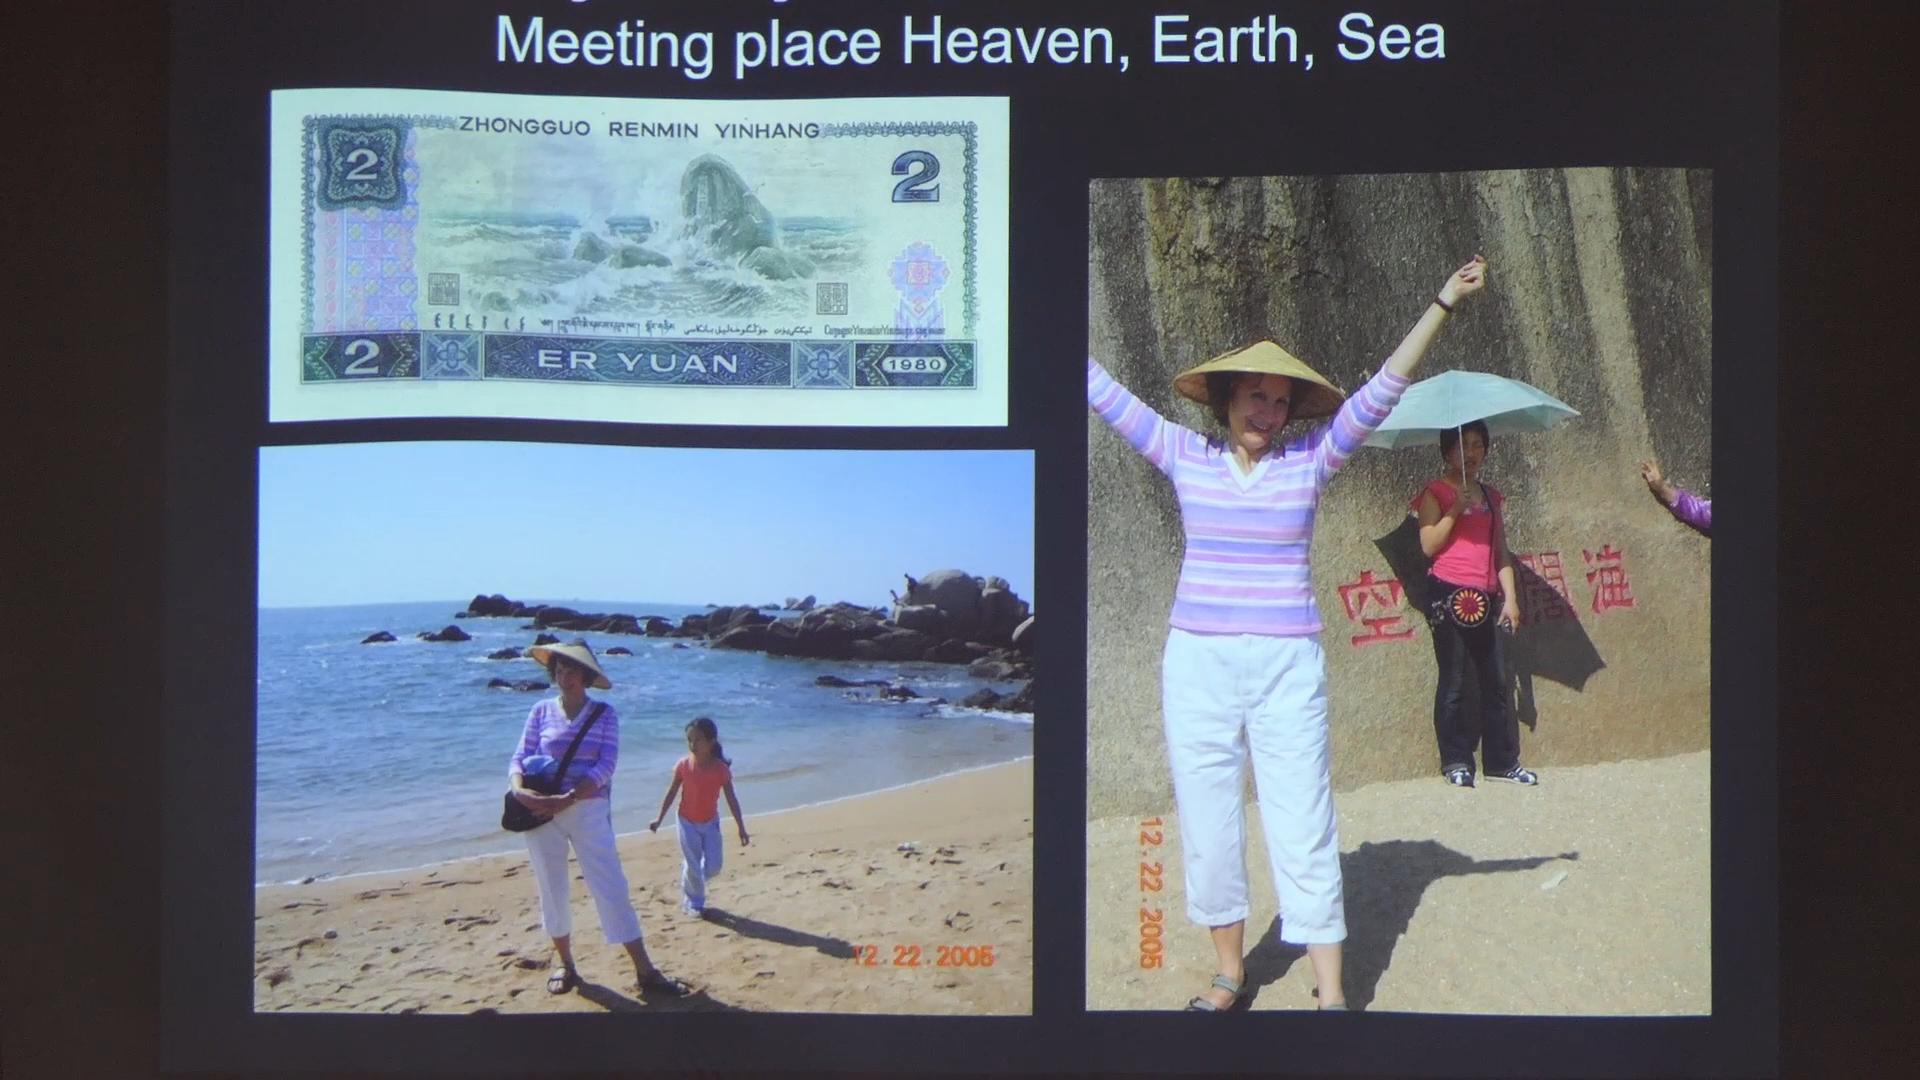 Meeting place Heaven, Earth, Sea
ZHONGGUO RENMIN YINHANG
2
2
2 ER YUAN 1980
空
12.22.2005
12.22.2005